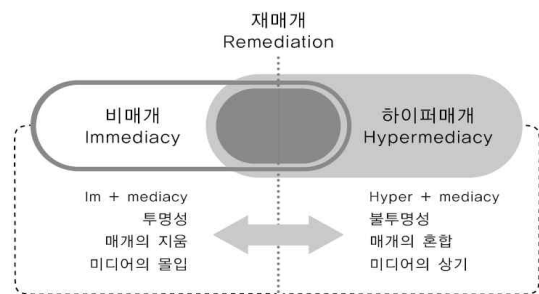 재매개
Remediation
비매개
Immediacy
하이퍼매개
Hypermediacy
Im + mediacy
투명성
매개의 지움
미디어의 몰입
Hyper + mediacy
불투명성
매개의 혼합
미디어의 상기